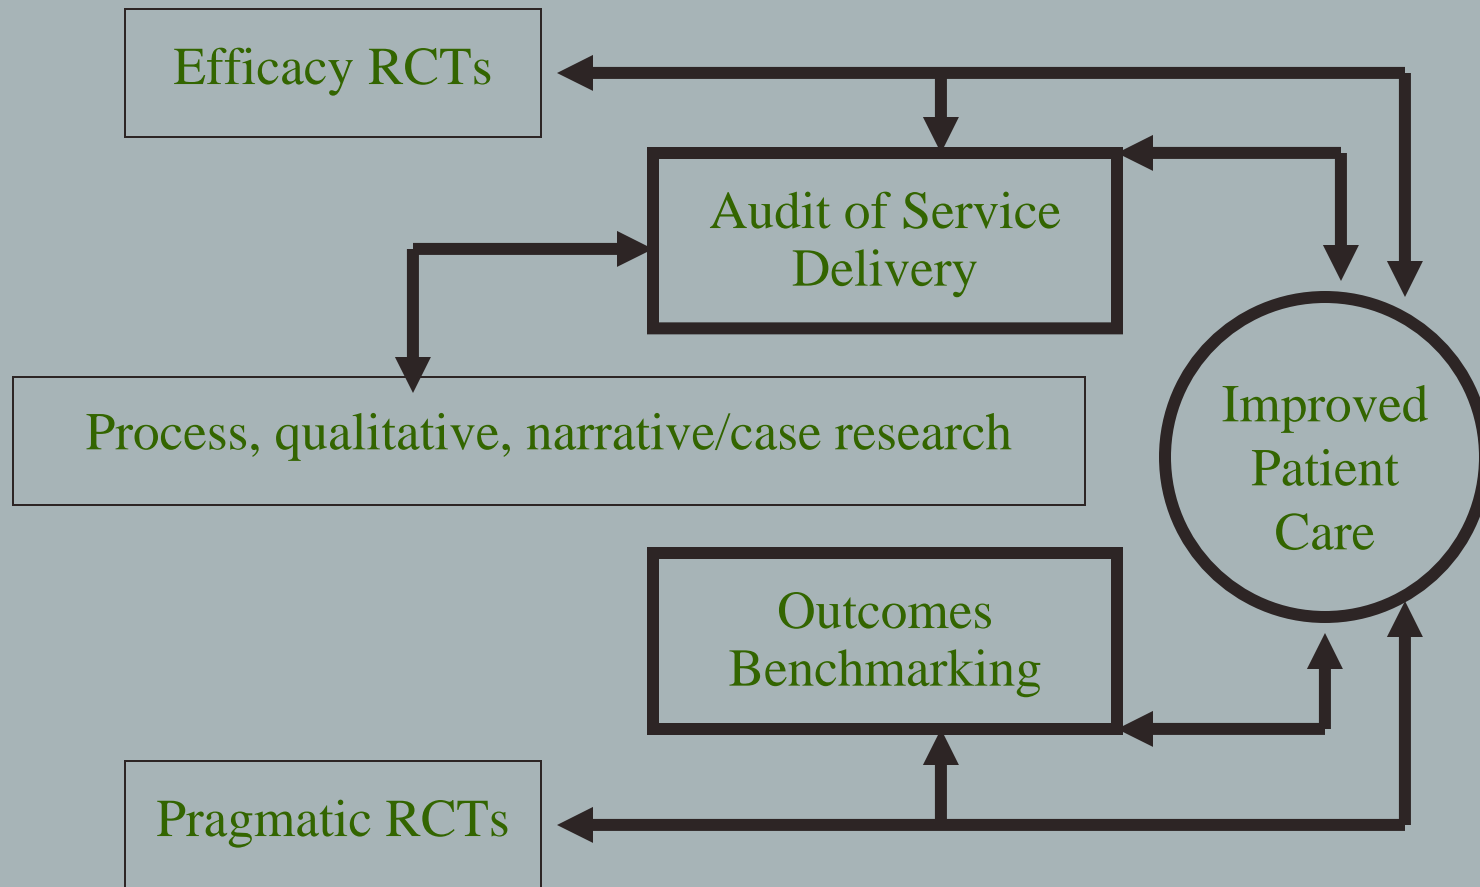 Efficacy RCTs
Audit of Service
Delivery
Process, qualitative, narrative/case research
Improved
Patient
Care
Outcomes
Benchmarking
Pragmatic RCTs